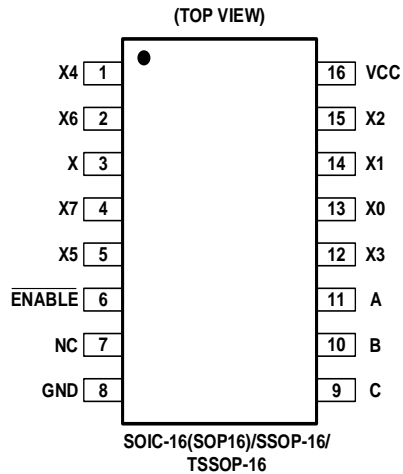 (TOP VIEW)
X4 1 16 VCC
X6 2 15 X2
X 3 14 X1
X7 4 13 X0
X5 5 12 X3
ENABLE 6 11 A
NC 7 10 B
GND 8 9 C
SOIC-16(SOP16)/SSOP-16/
TSSOP-16